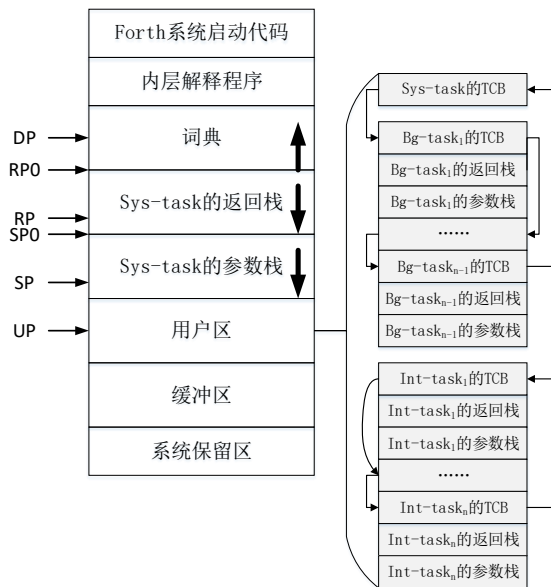 Forth系统启动代码
内层解释程序
DP
词典
RP0
Sys-task的返回栈
RP
SP0
Sys-task的参数栈
SP
UP
用户区
缓冲区
系统保留区
Sys-task的TCB
Bg-task₁的TCB
Bg-task₁的返回栈
Bg-task₁的参数栈
……
Bg-taskₙ₋₁的TCB
Bg-taskₙ₋₁的返回栈
Bg-taskₙ₋₁的参数栈
Int-task₁的TCB
Int-task₁的返回栈
Int-task₁的参数栈
……
Int-taskₙ的TCB
Int-taskₙ的返回栈
Int-taskₙ的参数栈